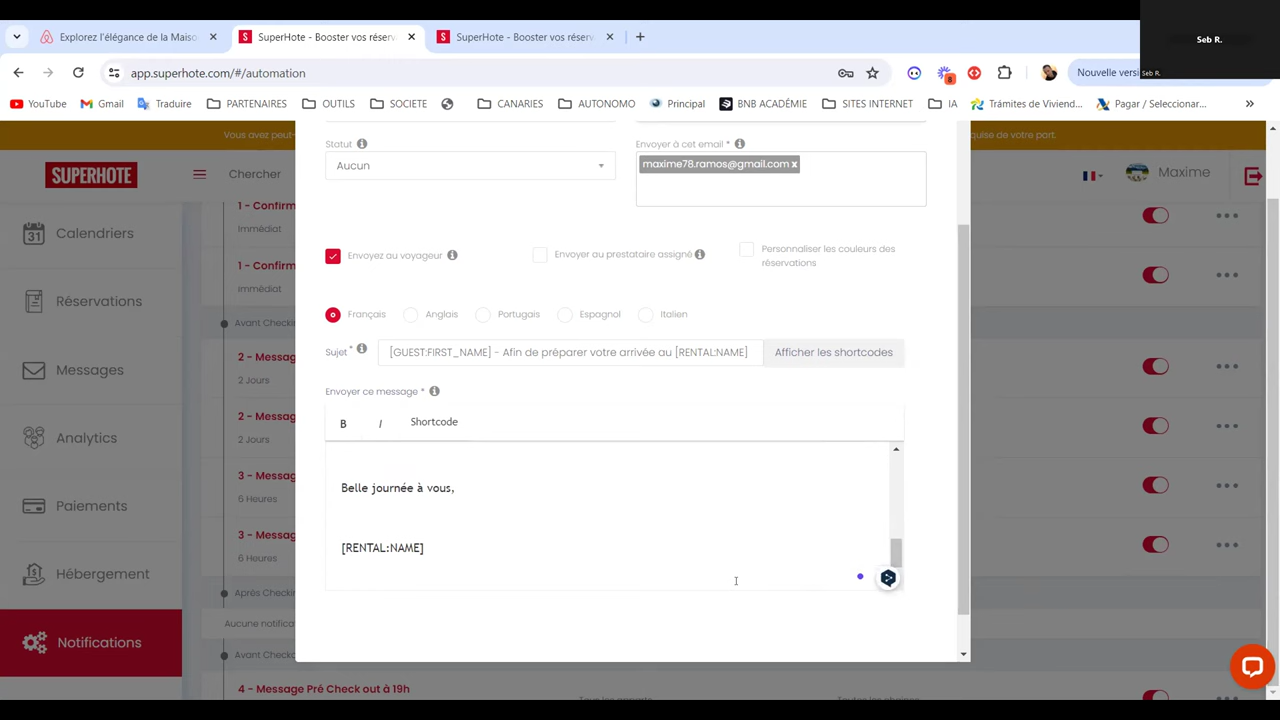 Explorez l'élégance de la Maiso
SuperHote - Booster vos réserv
SuperHote - Booster vos réserv
app.superhote.com/#/automation
8
Nouvelle versi
Seb R.
Seb R.
YouTube
Gmail
Traduire
PARTENAIRES
OUTILS
SOCIETE
CANARIES
AUTONOMO
Principal
BNB ACADÉMIE
SITES INTERNET
IA
Trámites de Viviend...
Pagar / Seleccionar...
Vous avez peut-
quise de votre part.
SUPERHOTE
Chercher
Maxime
31
Calendriers
Réservations
Messages
Analytics
Paiements
Hébergement
Notifications
1 - Confirm
Immédiat
1 - Confirm
Immédiat
Avant Checkin
2 - Messag
2 Jours
2 - Messag
2 Jours
3 - Messag
6 Heures
3 - Messag
6 Heures
Après Checkin
Aucune notificat
Avant Checko
4 - Message Pré Check out à 19h
Statut
Aucun
Envoyer à cet email *
maxime78.ramos@gmail.com x
Envoyez au voyageur
Envoyer au prestataire assigné
Personnaliser les couleurs des
réservations
Français
Anglais
Portugais
Espagnol
Italien
Sujet *
[GUEST:FIRST_NAME] - Afin de préparer votre arrivée au [RENTAL:NAME]
Afficher les shortcodes
Envoyer ce message *
B
I
Shortcode
Belle journée à vous,
[RENTAL:NAME]